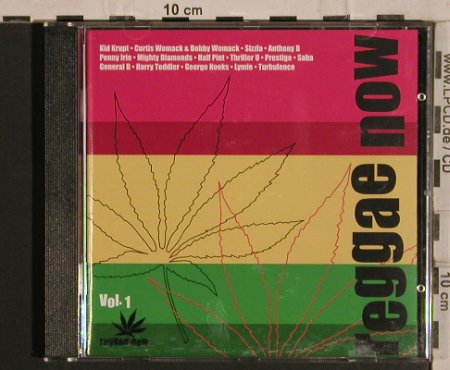 10 cm
Kid Krupt • Curtis Womack & Bobby Womack • Sizzla • Anthony B
Penny Irie • Mighty Diamonds • Half Pint • Thriller U • Prestige • Saba
General B • Harry Toddler • George Nooks • Lymie • Turbulence
reggae now
Vol. 1
reggae now
www.LPCD.de / CD
10 cm